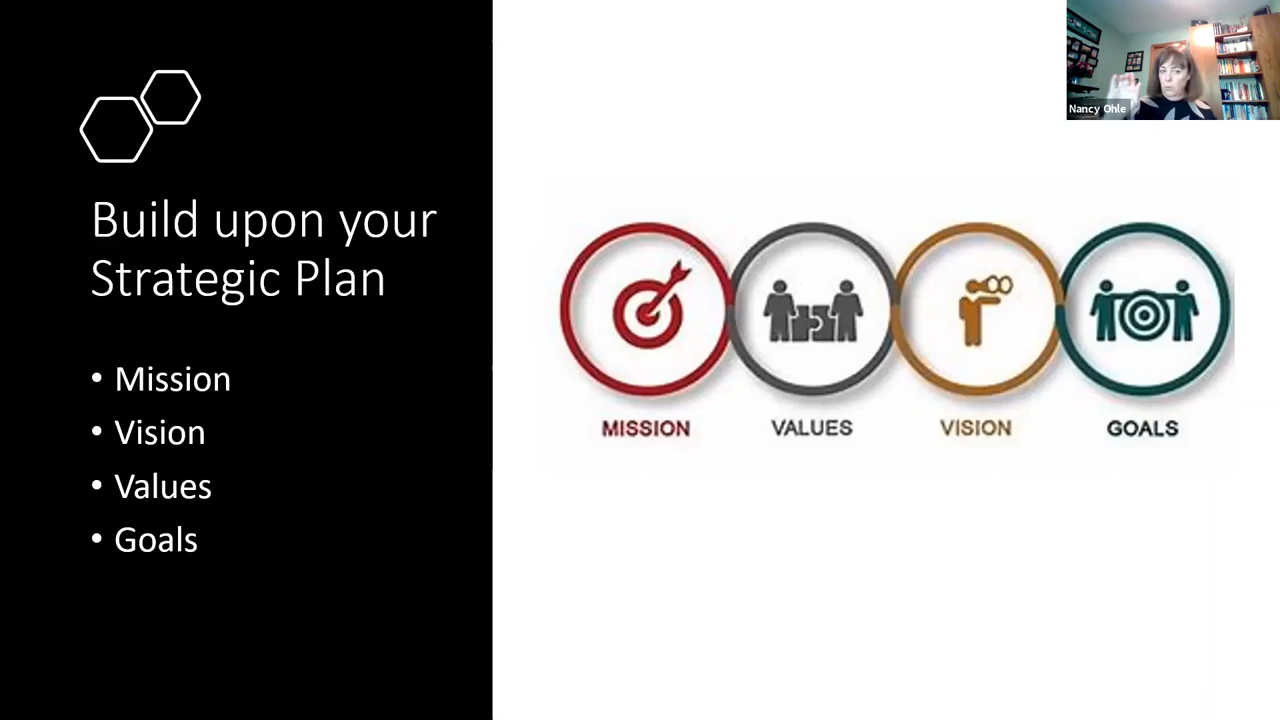 Build upon your
Strategic Plan
• Mission
• Vision
• Values
• Goals
MISSION
VALUES
VISION
GOALS
Nancy Ohle